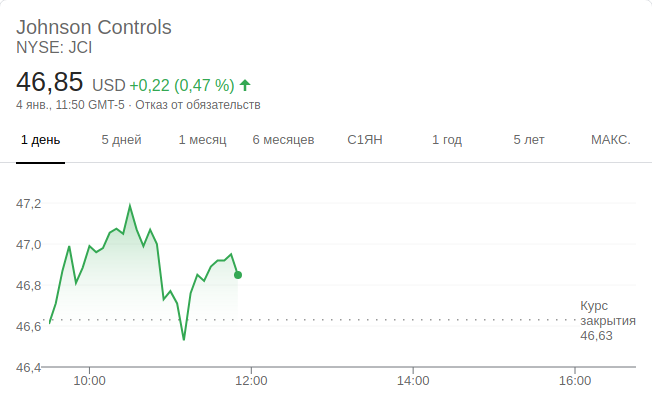 Johnson Controls
NYSE: JCI
46,85 USD +0,22 (0,47 %)
4 янв., 11:50 GMT-5 · Отказ от обязательств
1 день 5 дней 1 месяц 6 месяцев С1ЯН 1 год 5 лет МАКС.
47,2
47,0
46,8
46,6
46,4
Курс
закрытия
46,63
10:00 12:00 14:00 16:00